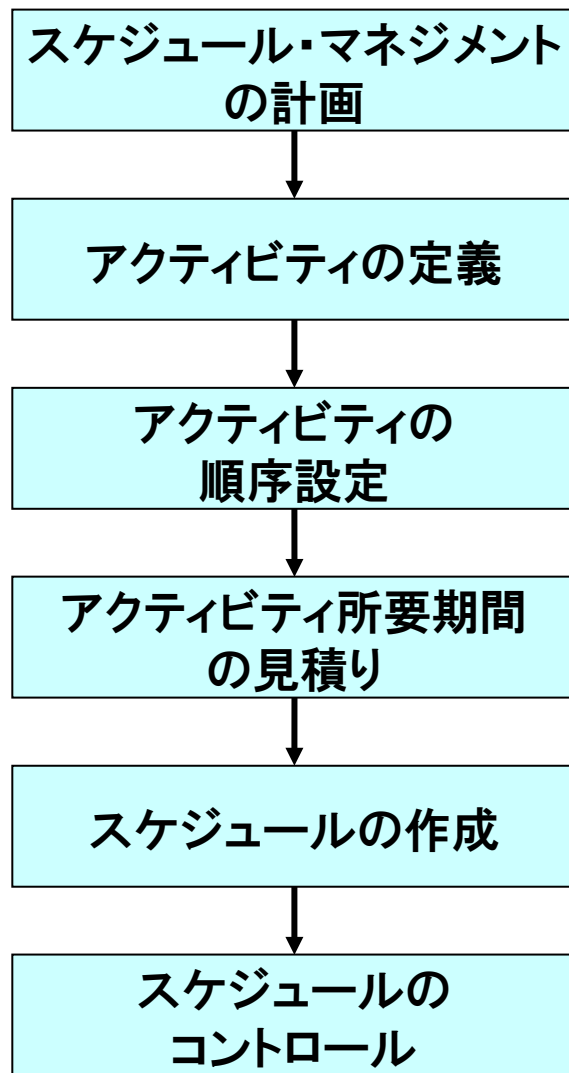 スケジュール・マネジメント
の計画
アクティビティの定義
アクティビティの
順序設定
アクティビティ所要期間
の見積り
スケジュールの作成
スケジュールの
コントロール